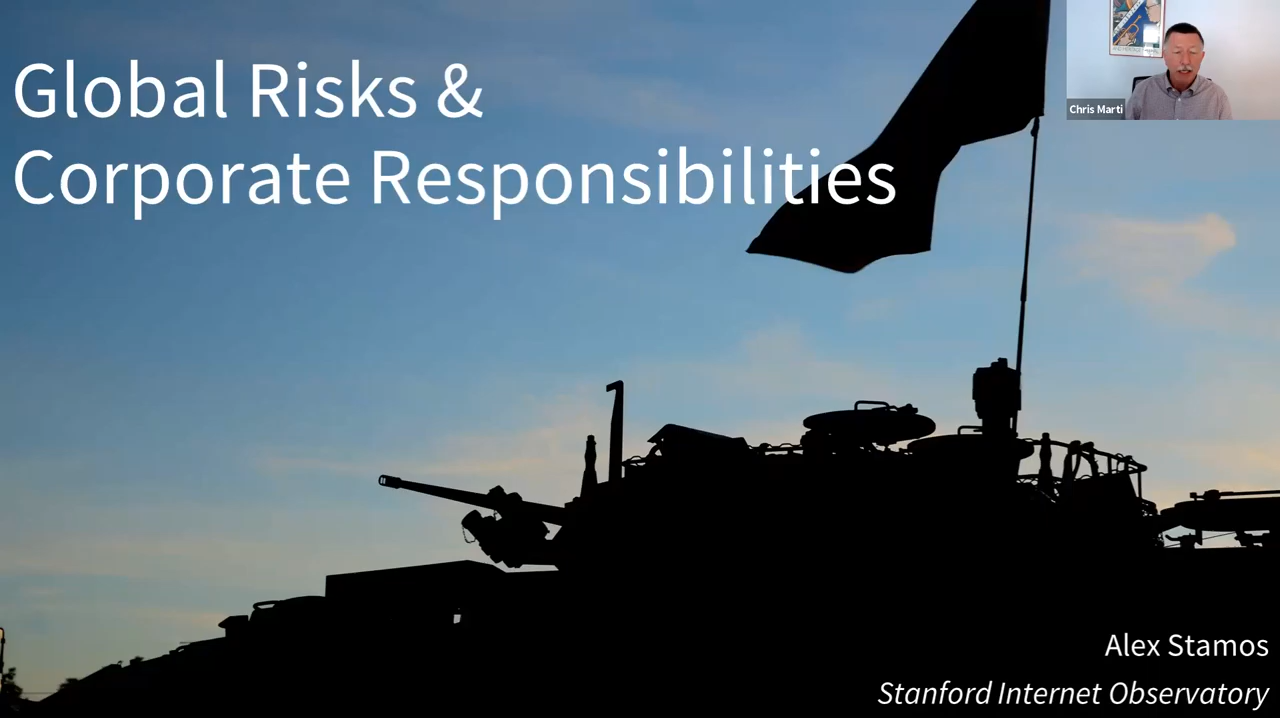 Global Risks &
Corporate Responsibilities
Chris Marti
Alex Stamos
Stanford Internet Observatory